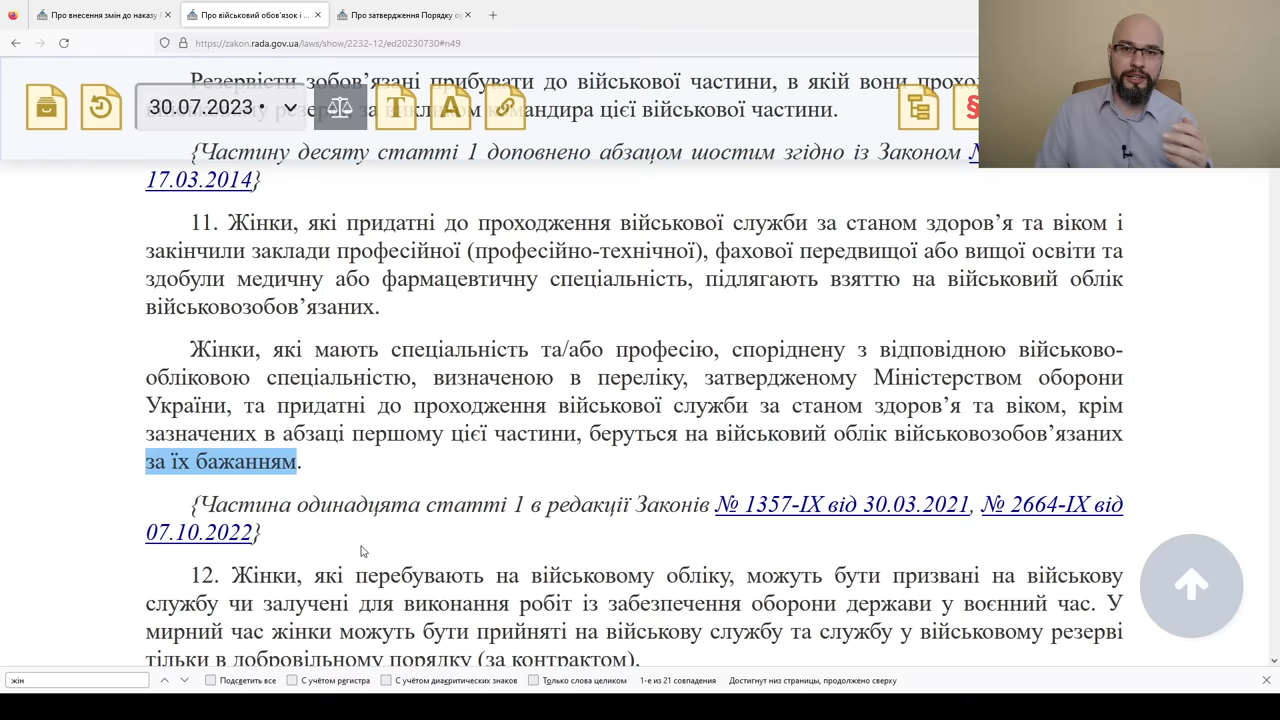 Про внесення змін до наказу
Про військовий обов'язок і ...
Про затвердження Порядку о
https://zakon.rada.gov.ua/laws/show/2232-12/ed20230730#n49
Резервісти зобов'язані прибувати до військової частини, в якій вони
30.07.2023 •
командира цієї військової частини.
{Частину десяту статті 1 доповнено абзацом шостим згідно із Законом
17.03.2014}
11. Жінки, які придатні до проходження військової служби за станом здоров'я та віком і
закінчили заклади професійної (професійно-технічної), фахової передвищої або вищої освіти та
здобули медичну або фармацевтичну спеціальність, підлягають взяттю на військовий облік
військовозобов'язаних.
Жінки, які мають спеціальність та/або професію, споріднену з відповідною військово-
обліковою спеціальністю, визначеною в переліку, затвердженому Міністерством оборони
України, та придатні до проходження військової служби за станом здоров'я та віком, крім
зазначених в абзаці першому цієї частини, беруться на військовий облік військовозобов'язаних
за їх бажанням.
{Частина одинадцята статті 1 в редакції Законів № 1357-IX від 30.03.2021, № 2664-IX від
07.10.2022}
12. Жінки, які перебувають на військовому обліку, можуть бути призвані на військову
службу чи залучені для виконання робіт із забезпечення оборони держави у воєнний час. У
мирний час жінки можуть бути прийняті на військову службу та службу у військовому резерві
тільки в добровільному порядку (за контрактом).
жін
Подсветить все
С учётом регистра
С учётом диакритических знаков
Только слова целиком
1-е из 21 совпадения
Достигнут низ страницы, продолжено сверху